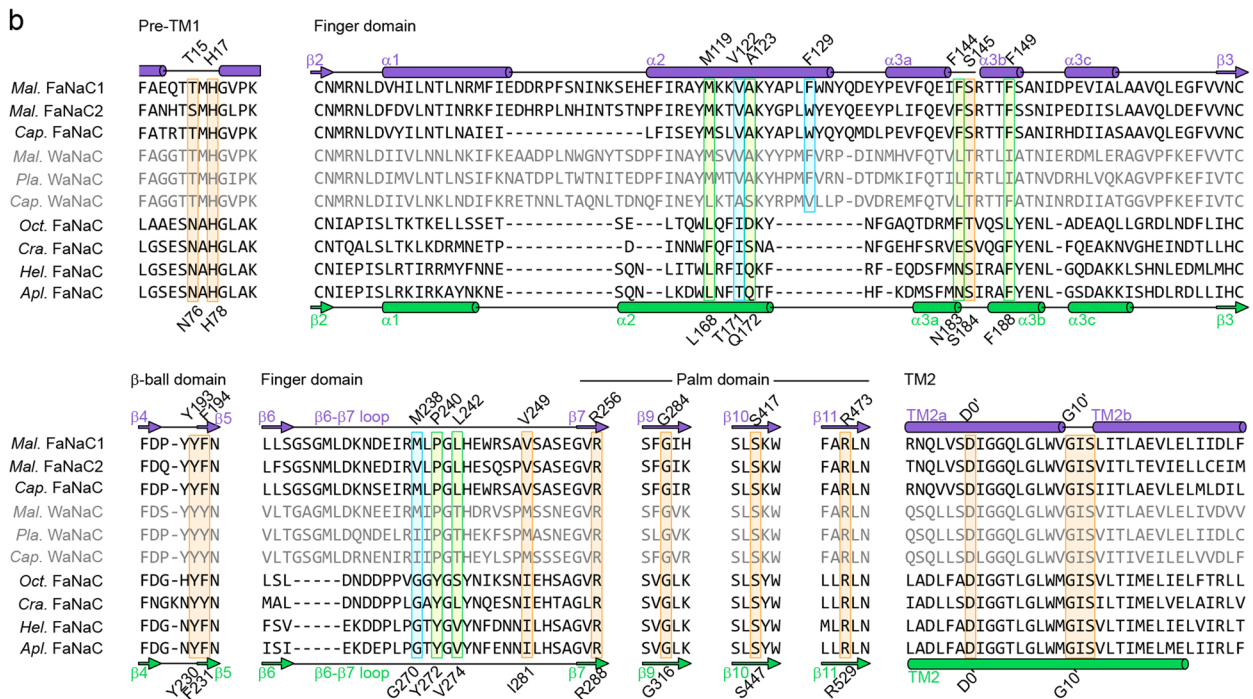 b
Pre-TM1 Finger domain
T15 H17 M119 V122 A123 F129 F144 S145 F149
β2 α1 α2 α3a α3b α3c β3
Mal. FaNaC1 FAEQTTMHGVPK CNMRNLDVHILNTLNRMFIEDDRPFSNINKSEHEFIRAYMKKVAKYAPLFWNYQDEYPEVFQEIFSRTTFSANIDPEVIALAAVQLEGFVVNC
Mal. FaNaC2 FANHTSMHGLPK CNMRNLDFDVLNTINRKHPRNLHINTSTNPFIREYMSKVAKYGPLWYEYQEEYPLIFQEVFSRTTFSSNIPEDIISLAAVQLEGFIVNC
Cap. FaNaC FATRTTMHGVPK CNMRNLDVYILNTLNAIEI------------LFISEYMSLVAKYAPLWYQYQMDLPEVFQEVFSRTTFSANIRHDIIASAAVQLEGFVVNC
Mal. WaNaC FAGGTTMHGVPK CNMRNLDIIVLNNLNKIFKEAADPLNWGNYTSDPFINAYMSVVAKYYPMFVRP-DINMHVFQTVLTRTLIATNIERDMLERAGVPFKEFVVTC
Pla. WaNaC FAGGTTMHGIPK CNMRNLDIMVLNTLNSKFKNATDPLTWTNITEDPFINAYMMTVAKYHPMFVRN-DTDMKIFQTILTRTLIATNVDRHLVQKAGVPFKEFIVTC
Cap. WaNaC FAGGTTMHGVPK CNMRNLDIIVLNKLNDIFKRETNNLTAQNLTDNQFINEYLKTASKYRPMVLLP-DVDREMFQTVLTRTLIATNINRDIIATGGVPFKEFVVTC
Oct. FaNaC LAAESNAHGLAK CNIAPISLTKTKELLSSET----------SE--LTQWLQFIDKY---------NFGAQTDRMFTVQSLYENL-ADEAQLLGRDLNDFLIHC
Cra. FaNaC LGSESNAHGLAK CNTQALSLTKLKDRMNETP-----------D--INNWFQFISNA---------NFGEHFSRVESVQGFYENL-FQEAKNVGHEINDTLLHC
Hel. FaNaC LGSESNAHGLAK CNIEPISLRTIRRMYFNNE----------SQN--LITWLRFIQKF---------RF-EQDSFMNSIRAFYENL-GQDAKKLSHNLEDMLMHC
Apl. FaNaC LGSESNAHGLAK CNIEPISLRKIRKAYNKNE----------SQN--LKDWLNFTQTF---------HF-KDMSFMNSIRAFYENL-GSDAKKISHDLRDLLIHC
β2 α1 α2 α3a α3b α3c β3
N76 H78 L168 T171 Q172 N183 S184 F188
β-ball domain Finger domain Palm domain TM2
Y193 F194 M238 P240 L242 V249 R256 G284 S417 R473 D0' G10'
β4 β5 β6 β6-β7 loop β7 β9 β10 β11 TM2a TM2b
Mal. FaNaC1 FDP-YYFN LLSGSGMLDKNDEIRMLPGLHEWRSAVSASEGVR SFGIH SLSKW FARLN RNQLVSDIGGQLGLWVGISLITLAEVLELIIDLF
Mal. FaNaC2 FDQ-YYFN LFSGSNMLDKNDEIRVLPGLHESQSPVSASEGVR SFGIK SLSKW FARLN TNQLVSDIGGQLGLWVGISVITLTEVIELLCEIM
Cap. FaNaC FDP-YYFN LLSGSGMLDKNSEIRMLPGLHEWRSAVSASEGVR SFGIR SLSKW FARLN RNQVVSDIGGQLGLWVGISIITLAEVLELMLDIL
Mal. WaNaC FDS-YYYN VLTGAGMLDKNEEIRMIPGTHDRVSPMSSNEGVR SFGVK SLSKW FARLN QSQLLSDIGGQLGLWVGISVITLAEVLELIVDVV
Pla. WaNaC FDP-YYYN VLTGSGMLDQNDELRIIPGTHEKFSPMASNEGVR SFGVR SLSKW FARLN QSQLLSDIGGQLGLWVGISVITLAEVLELILDLC
Cap. WaNaC FDP-YYYN VLTGSGMLDRNENIRIIPGTHEYLSPMSSSEGVR SFGVR SLSKW FARLN QSQLLSDIGGQLGLWVGISVITVYEILELVVDLF
Oct. FaNaC FDG-HYFN LSL-----DNDDPPVGGYGSYNIKSNIEHSAGVR SVGLK SLSYW LLRLN LADLFADIGGTLGLWMGISVLTIMELIELFTRLL
Cra. FaNaC FNGKNYYN MAL-----DNDDPPLGAYGLYNQESNIEHTAGLR SVGLK SLSYW LLRLN IADLLSDIGGTLGLWMGISILTIMELVELAIRLV
Hel. FaNaC FDG-NYFN FSV-----EKDDPPLGTYGVYNFDNNIILHSAGVR SVGLK SLSYW MLRLN LADLFADIGGTLGLWMGISVLTIMELIELVIRLT
Apl. FaNaC FDG-NYFN ISI-----EKDEPLPGTYGVYNFDNNILHSAGVR SVGLK SLSYW LLRLN LADLFADIGGTLGLWMGISVLTIMELMELIIRLF
β4 β5 β6 β6-β7 loop β7 β9 β10 β11 TM2
Y230 F231 G270 Y272 V274 I281 R288 G316 S447 R529 D0' G10'